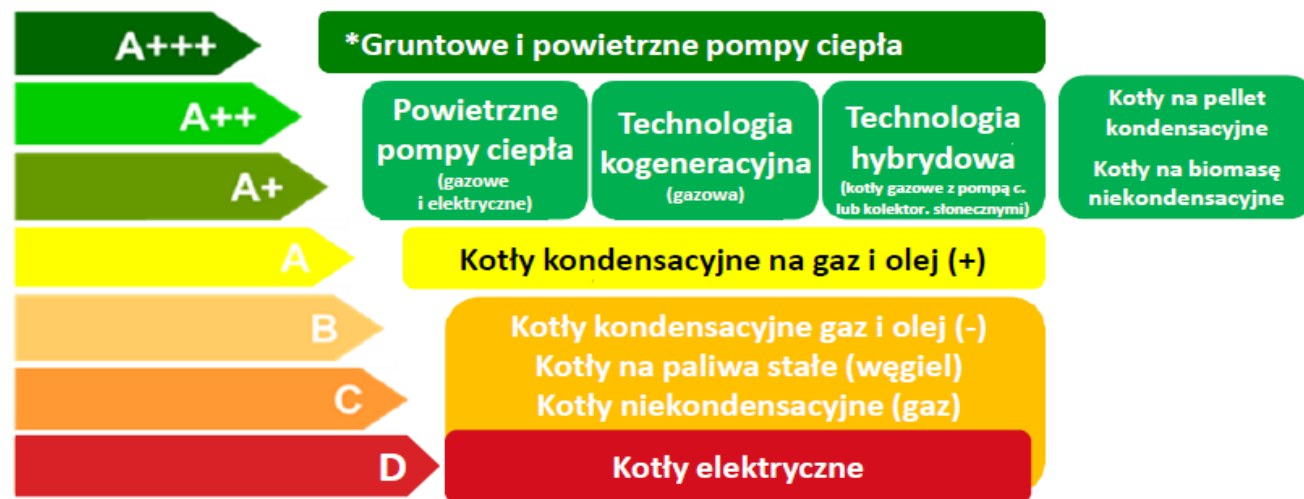 A+++
*Gruntowe i powietrzne pompy ciepła
A++
A+
Powietrzne
pompy ciepła
(gazowe
i elektryczne)
Technologia
kogeneracyjna
(gazowa)
Technologia
hybrydowa
(kotły gazowe z pompą c.
lub kolektor. słonecznymi)
Kotły na pellet
kondensacyjne
Kotły na biomasę
niekondensacyjne
A
Kotły kondensacyjne na gaz i olej (+)
B
C
Kotły kondensacyjne gaz i olej (-)
Kotły na paliwa stałe (węgiel)
Kotły niekondensacyjne (gaz)
D
Kotły elektryczne